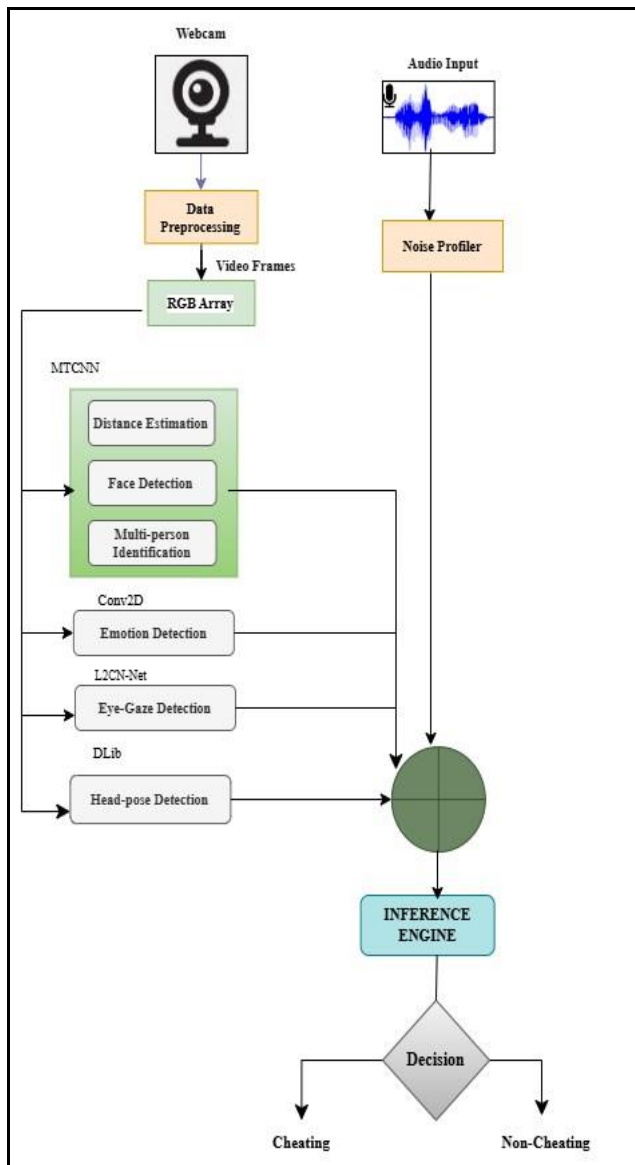 Webcam
Audio Input
Data
Preprocessing
Noise Profiler
Video Frames
RGB Array
MTCNN
Distance Estimation
Face Detection
Multi-person
Identification
Conv2D
Emotion Detection
L2CN-Net
Eye-Gaze Detection
DLib
Head-pose Detection
INFERENCE
ENGINE
Decision
Cheating
Non-Cheating